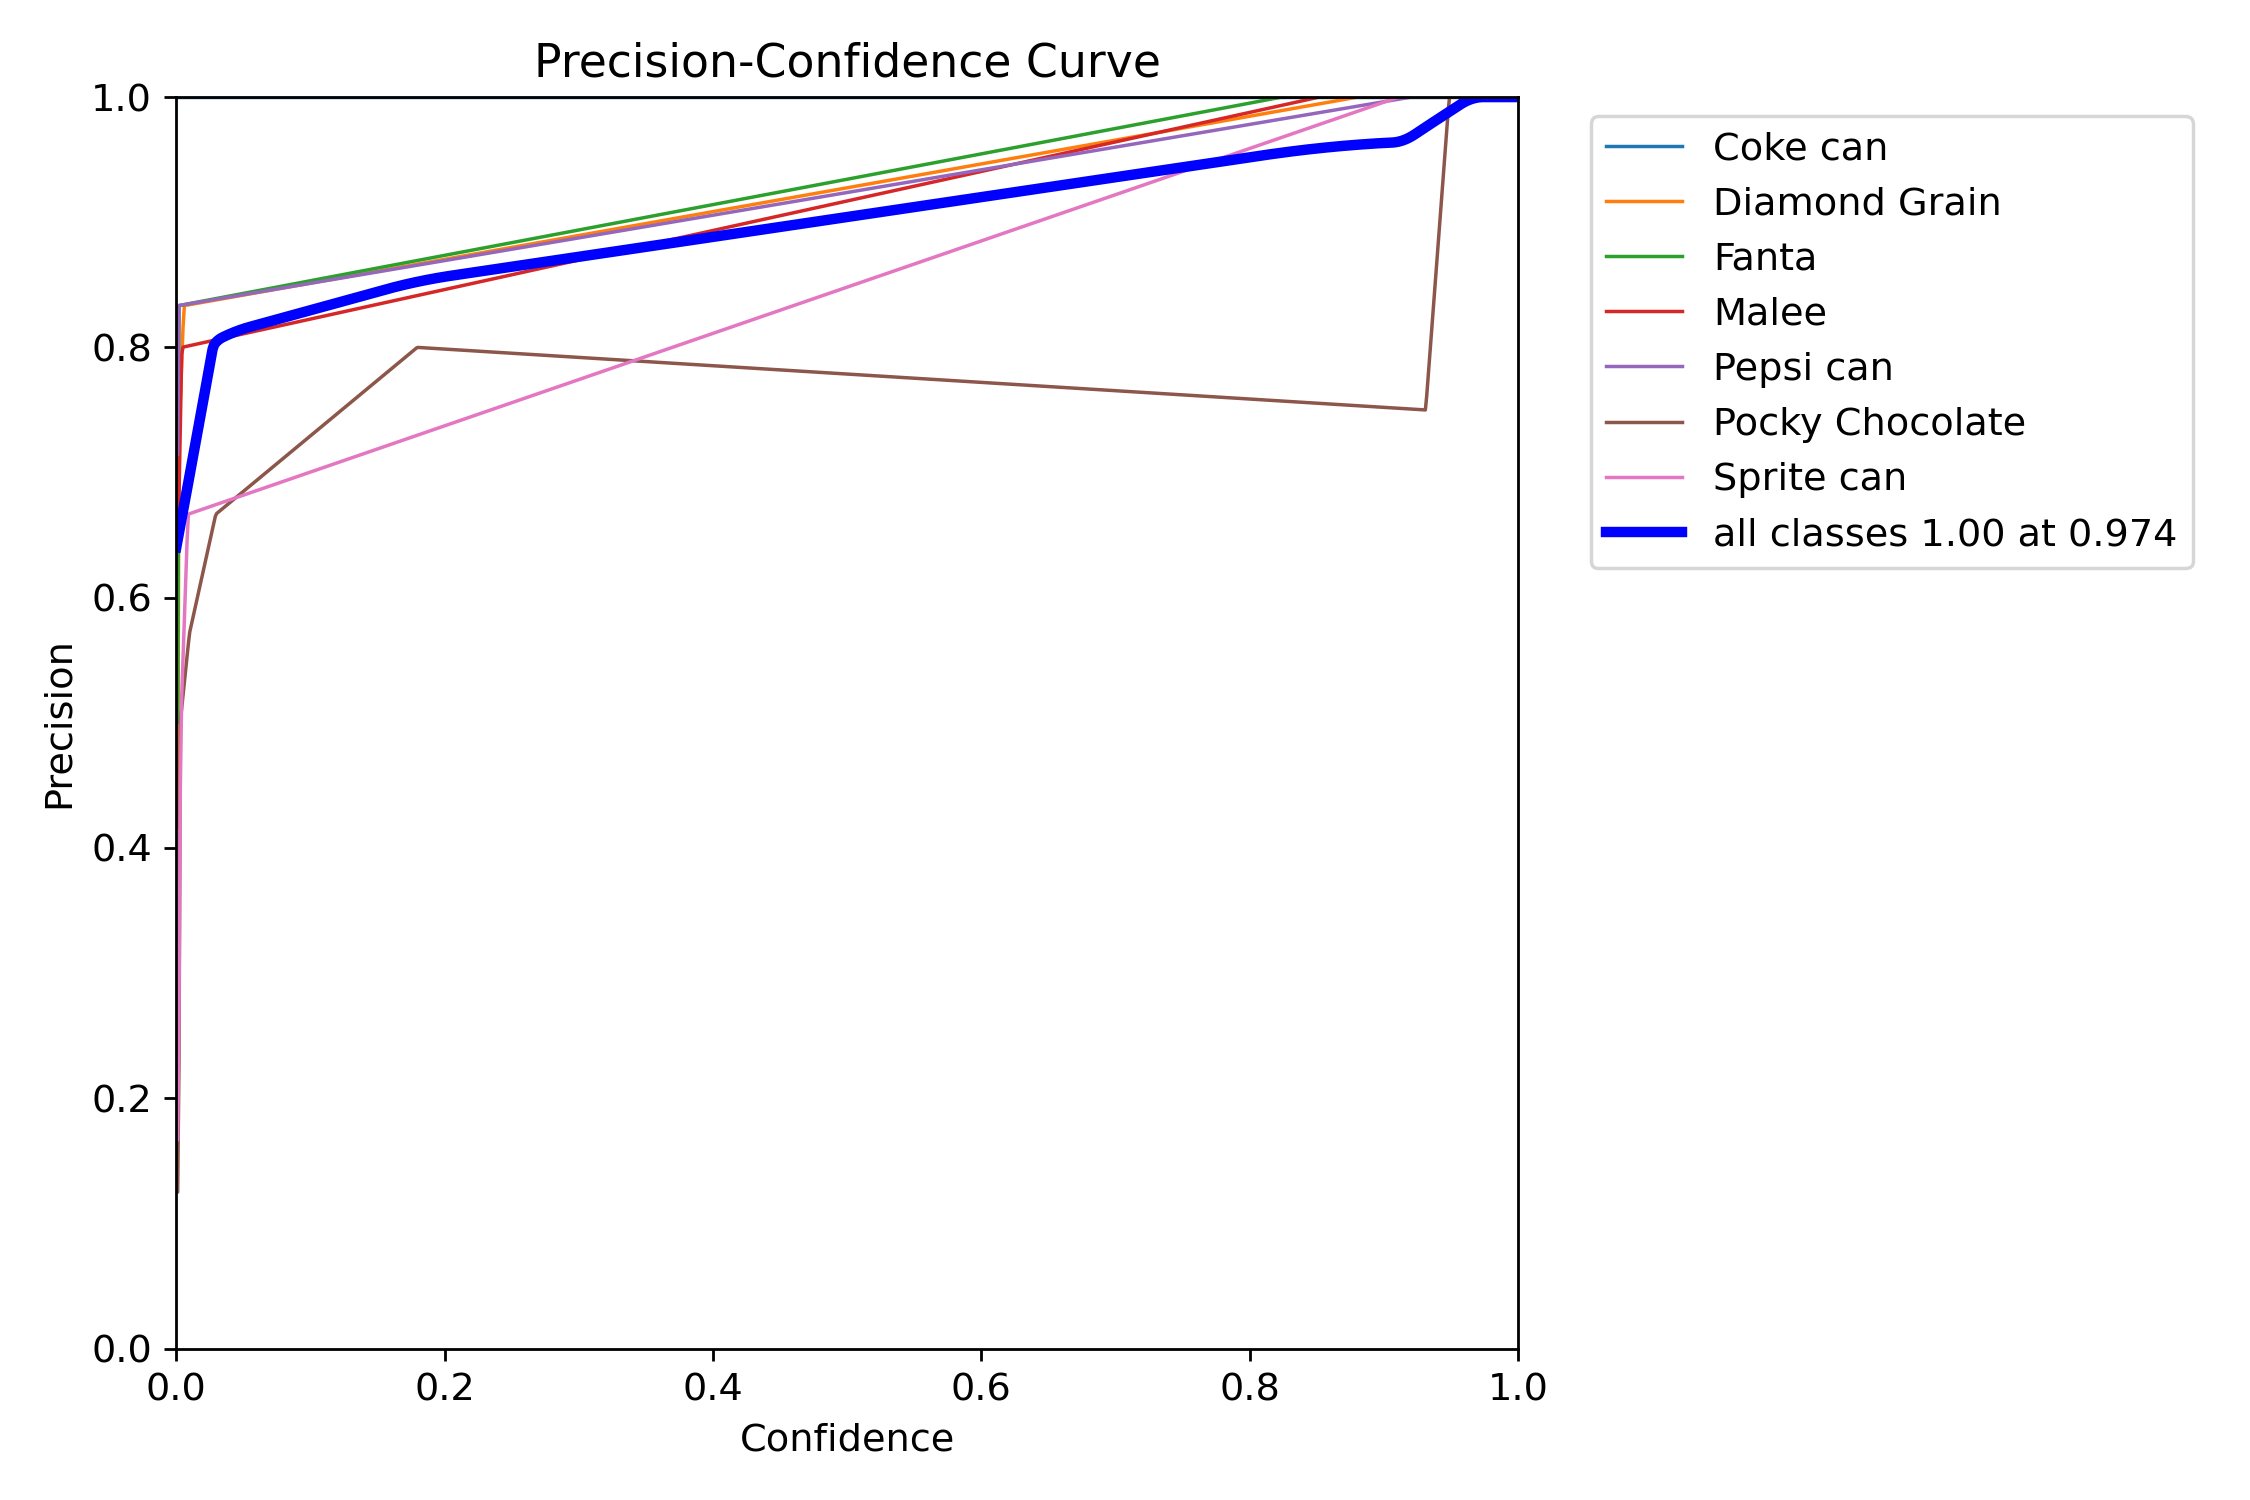 Precision-Confidence Curve
1.0
0.8
0.6
0.4
0.2
0.0
Precision
0.0 0.2 0.4 0.6 0.8 1.0
Confidence
Coke can
Diamond Grain
Fanta
Malee
Pepsi can
Pocky Chocolate
Sprite can
all classes 1.00 at 0.974